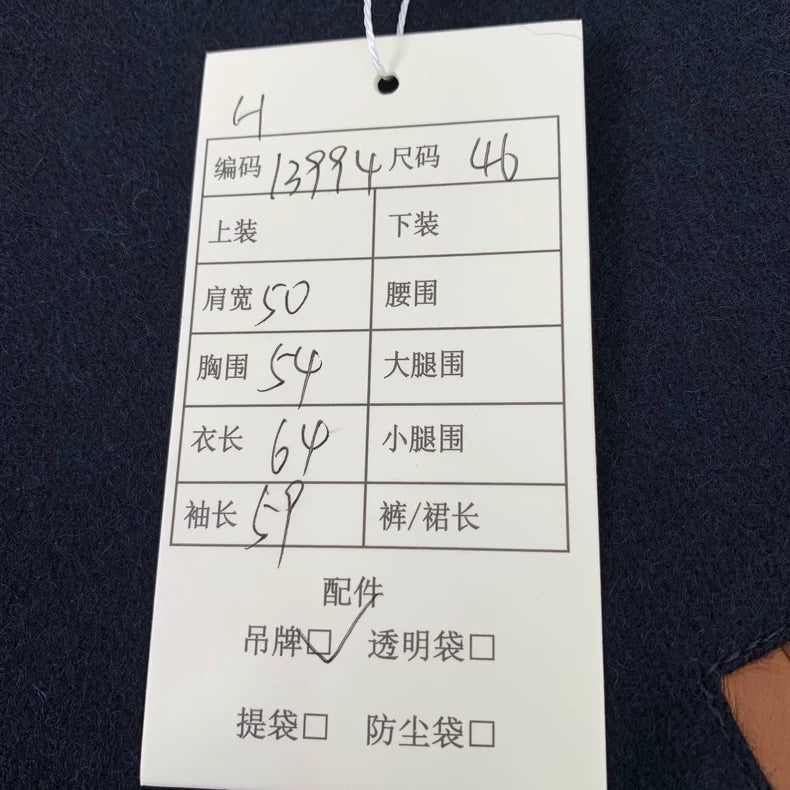 H
编码 13994 尺码 46
上装 下装
肩宽 50 腰围
胸围 54 大腿围
衣长 64 小腿围
袖长 59 裤/裙长
配件
吊牌☑ 透明袋□
提袋□ 防尘袋□